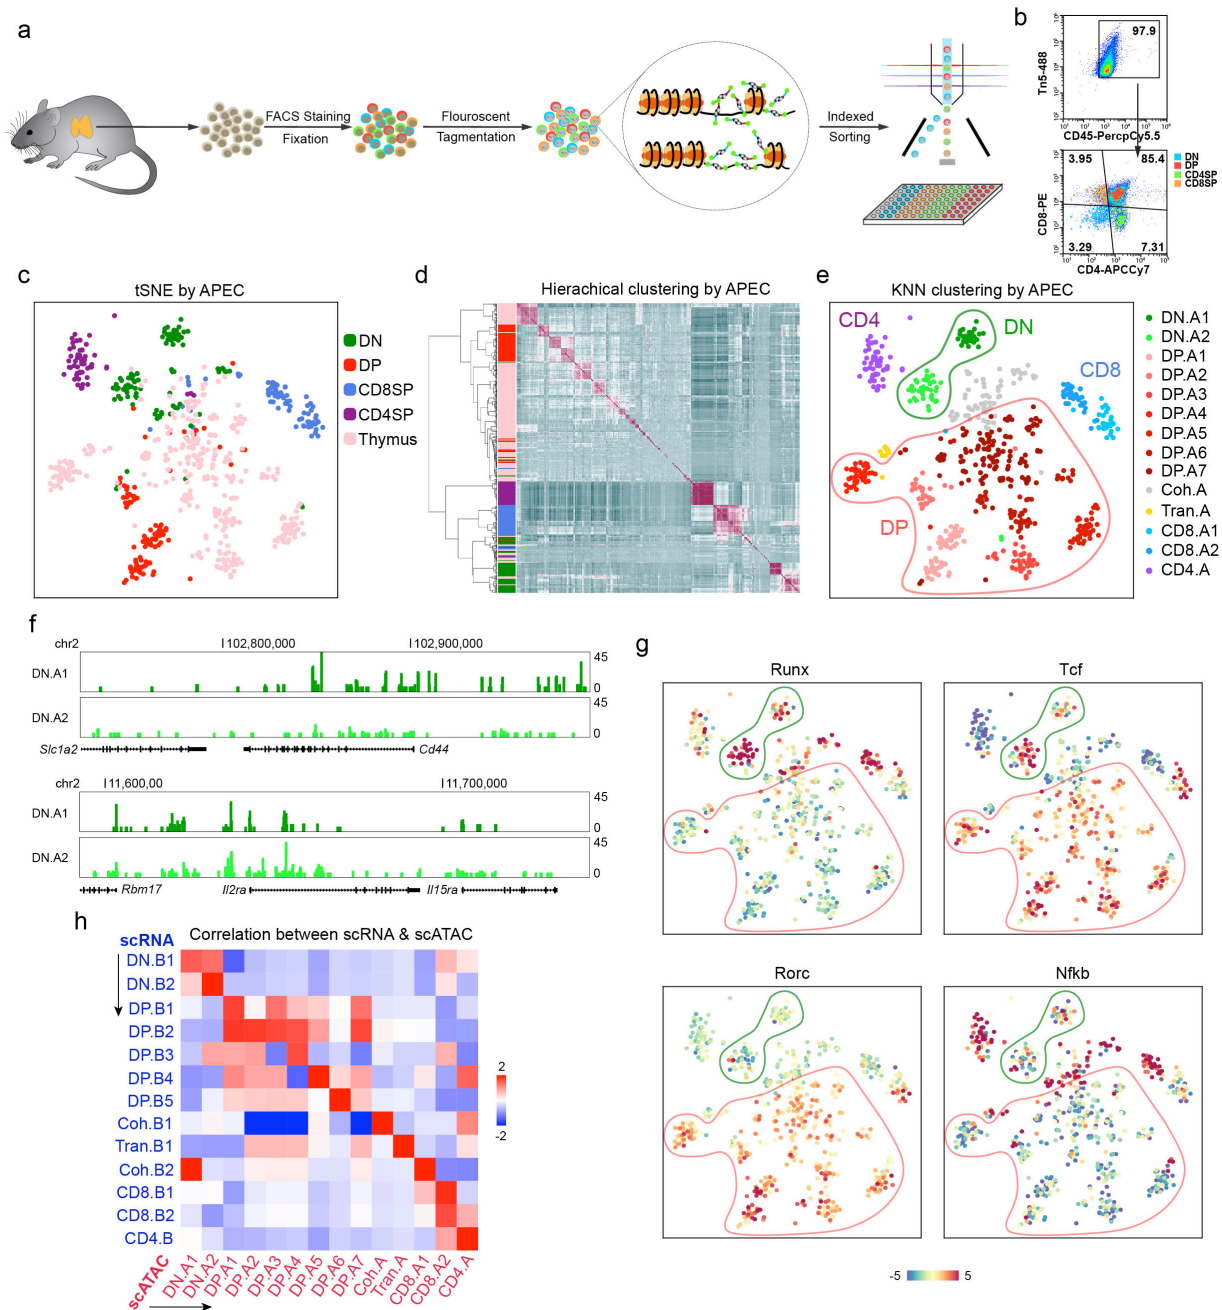 a
FACS Staining
Fixation
Flouroscent
Tagmentation
Indexed
Sorting
b
97.9
Tn5-488
CD45-PercpCy5.5
3.95
85.4
3.29
7.31
CD8-PE
CD4-APCCy7
DN
DP
CD4SP
CD8SP
c
tSNE by APEC
DN
DP
CD8SP
CD4SP
Thymus
d
Hierachical clustering by APEC
e
KNN clustering by APEC
CD4
DN
CD8
DP
DN.A1
DN.A2
DP.A1
DP.A2
DP.A3
DP.A4
DP.A5
DP.A6
DP.A7
Coh.A
Tran.A
CD8.A1
CD8.A2
CD4.A
f
chr2
102,800,000
102,900,000
DN.A1
45
0
DN.A2
45
0
Slc1a2
Cd44
chr2
111,600,000
111,700,000
DN.A1
45
0
DN.A2
45
0
Rbm17
Il2ra
Il15ra
g
Runx
Tcf
Rorc
Nfkb
-5
5
h
Correlation between scRNA & scATAC
scRNA
DN.B1
DN.B2
DP.B1
DP.B2
DP.B3
DP.B4
DP.B5
Coh.B1
Tran.B1
Coh.B2
CD8.B1
CD8.B2
CD4.B
2
-2
scATAC
DN.A1
DN.A2
DP.A1
DP.A2
DP.A3
DP.A4
DP.A5
DP.A6
DP.A7
Coh.A
Tran.A
CD8.A1
CD8.A2
CD4.A